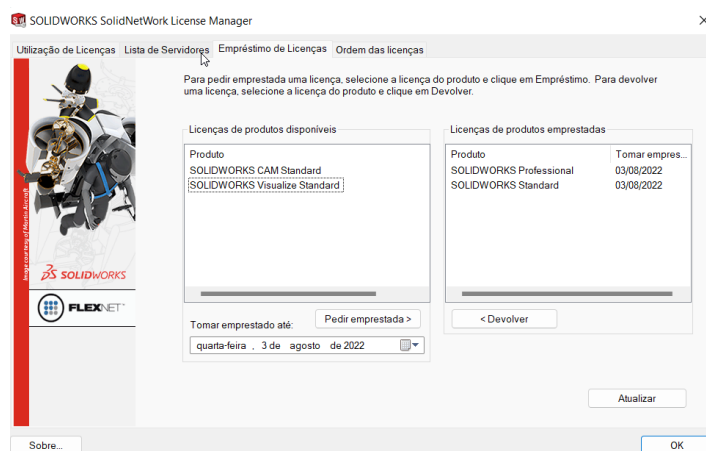 SOLIDWORKS SolidNetWork License Manager
Utilização de Licenças Lista de Servidores Empréstimo de Licenças Ordem das licenças
Para pedir emprestada uma licença, selecione a licença do produto e clique em Empréstimo. Para devolver
uma licença, selecione a licença do produto e clique em Devolver.
Licenças de produtos disponíveis
Produto
SOLIDWORKS CAM Standard
SOLIDWORKS Visualize Standard
Tomar emprestado até:
Pedir emprestada >
quarta-feira , 3 de agosto de 2022
Licenças de produtos emprestadas
Produto Tomar empres...
SOLIDWORKS Professional 03/08/2022
SOLIDWORKS Standard 03/08/2022
< Devolver
Atualizar
Image courtesy of Martin Aircraft
SOLIDWORKS
FLEXNET
Sobre...
OK